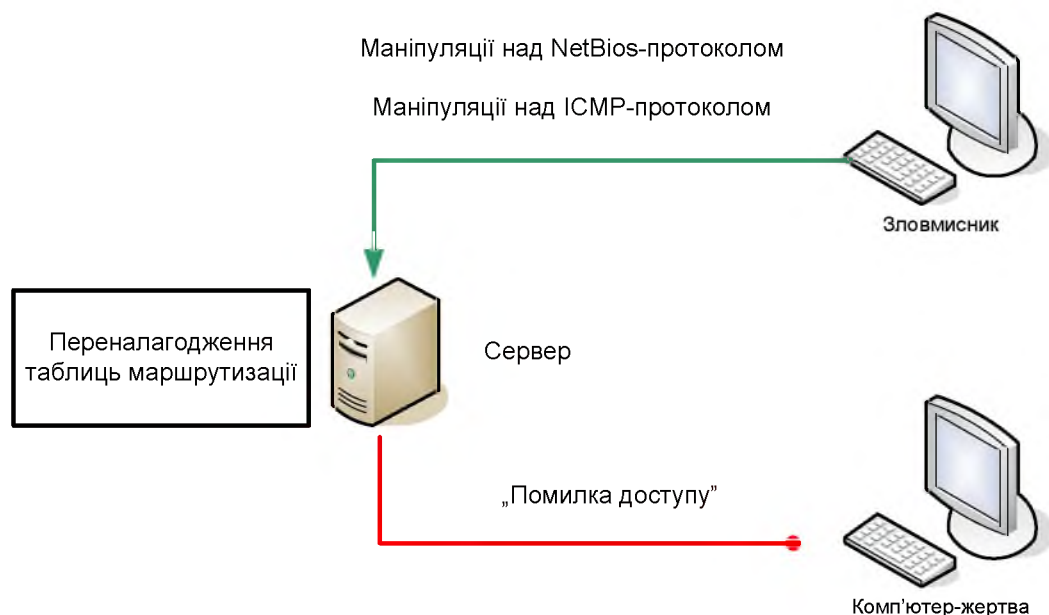 Маніпуляції над NetBios-протоколом
Маніпуляції над ICMP-протоколом
Зловмисник
Переналагодження
таблиць маршрутизації
Сервер
„Помилка доступу”
Комп'ютер-жертва